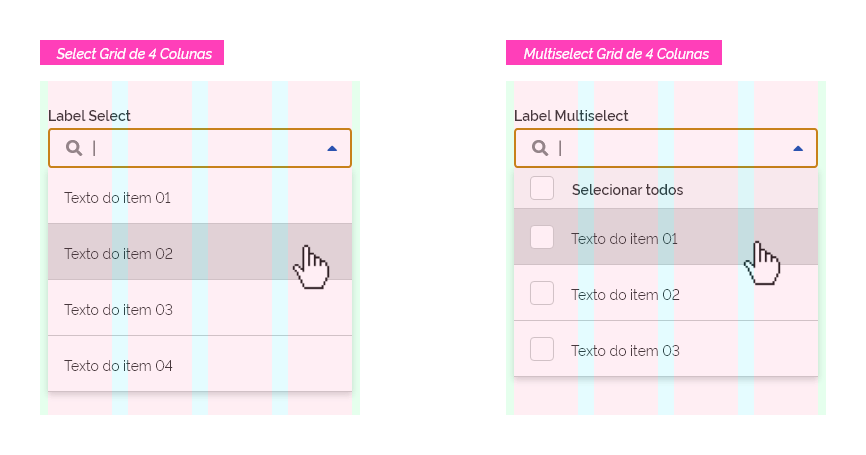 Select Grid de 4 Colunas
Label Select
Texto do item 01
Texto do item 02
Texto do item 03
Texto do item 04
Multiselect Grid de 4 Colunas
Label Multiselect
Selecionar todos
Texto do item 01
Texto do item 02
Texto do item 03